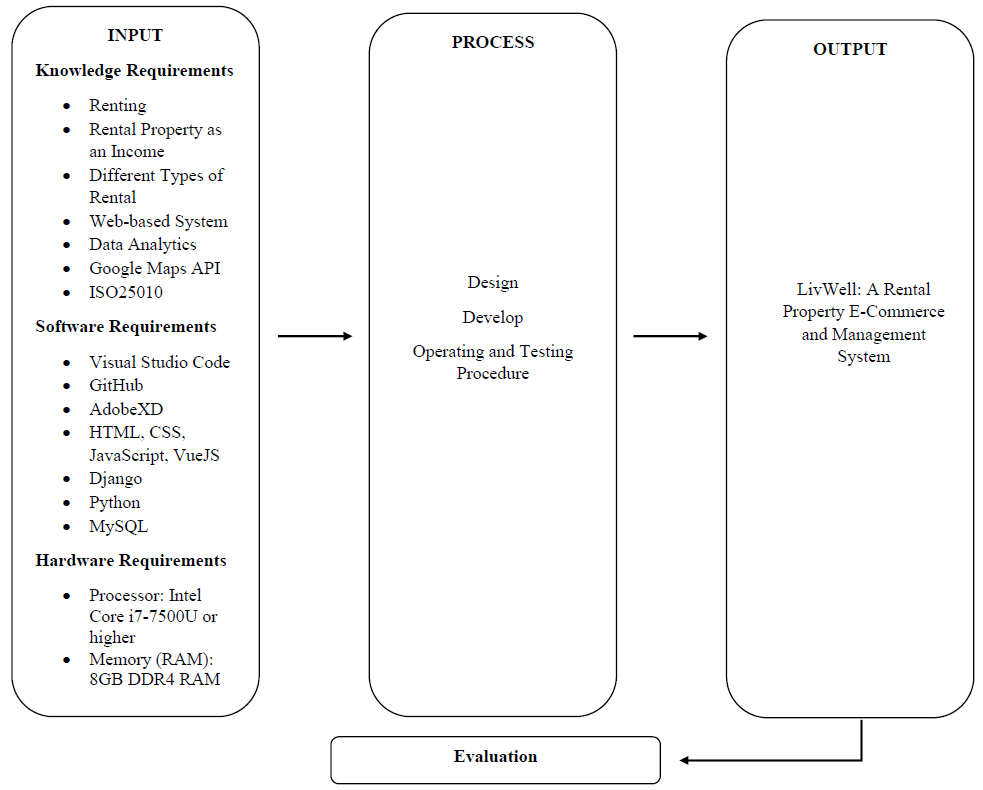 INPUT
Knowledge Requirements
• Renting
• Rental Property as
an Income
• Different Types of
Rental
• Web-based System
• Data Analytics
• Google Maps API
• ISO25010
Software Requirements
• Visual Studio Code
• GitHub
• AdobeXD
• HTML, CSS,
JavaScript, VueJS
• Django
• Python
• MySQL
Hardware Requirements
• Processor: Intel
Core i7-7500U or
higher
• Memory (RAM):
8GB DDR4 RAM
PROCESS
Design
Develop
Operating and Testing
Procedure
OUTPUT
LivWell: A Rental
Property E-Commerce
and Management
System
Evaluation